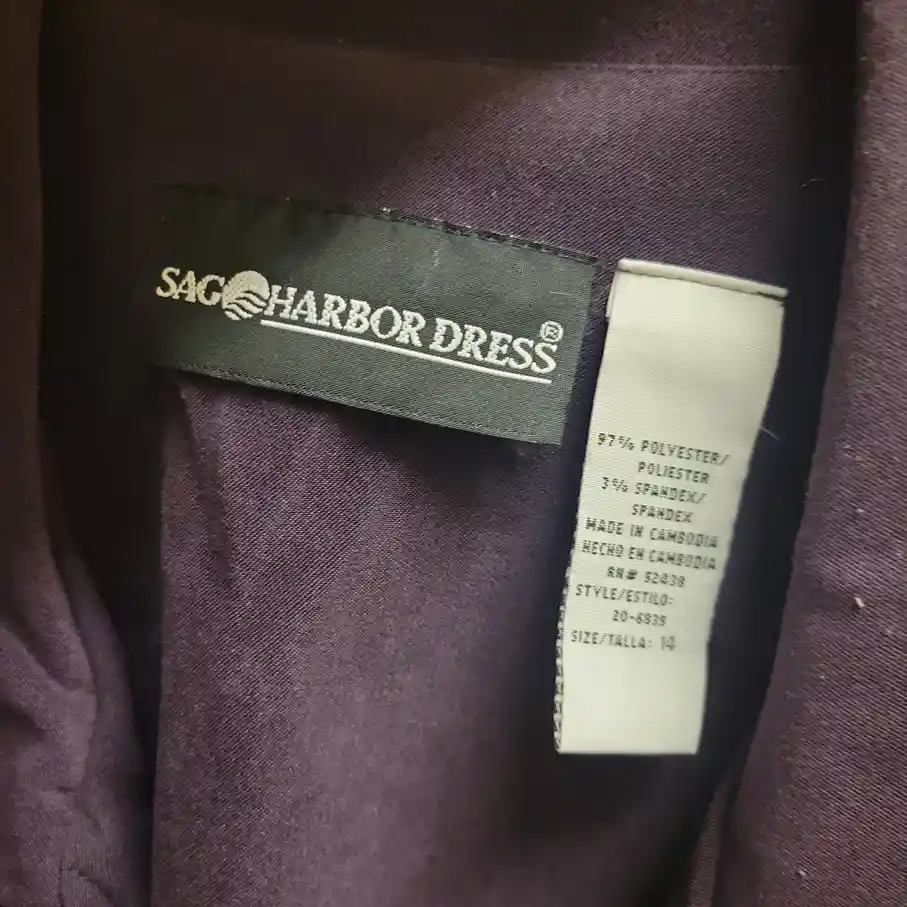 SAG HARBOR DRESS®
97% POLYESTER/
POLIESTER
3% SPANDEX/
SPANDEX
MADE IN CAMBODIA
HECHO EN CAMBODIA
RN# 52438
STYLE/ESTILO:
20-6835
SIZE/TALLA: 14